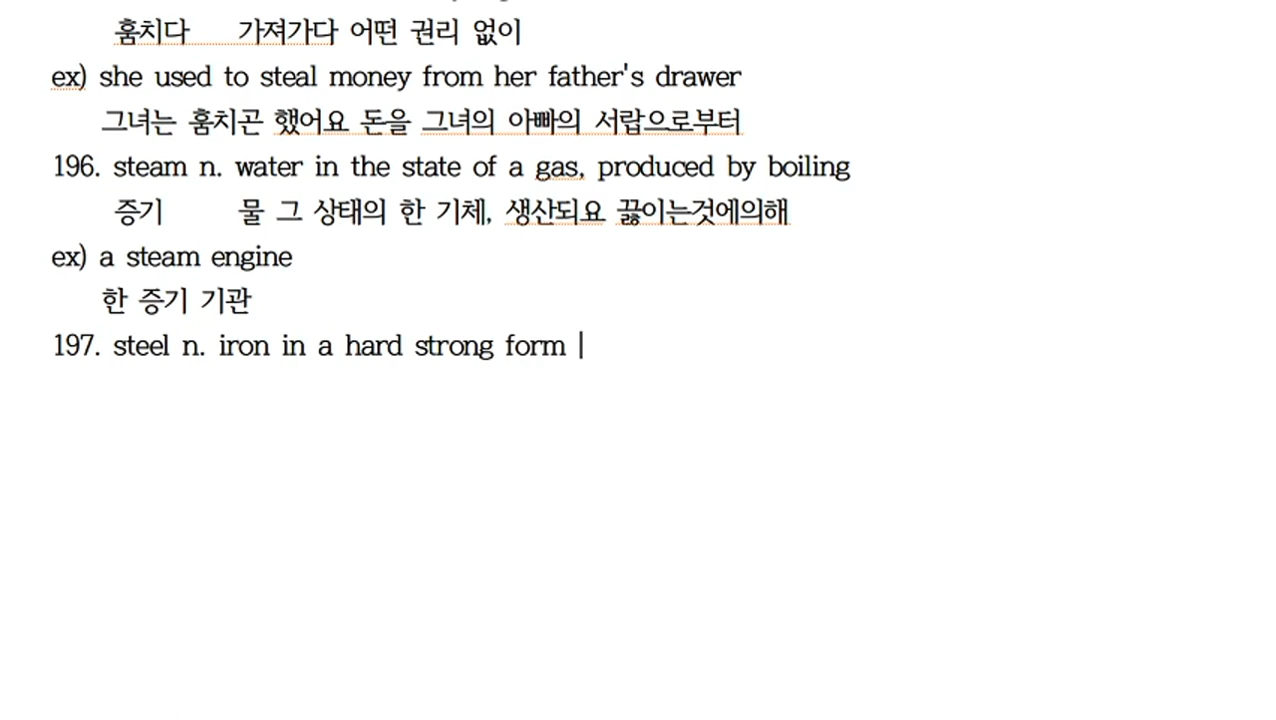 훔치다 가져가다 어떤 권리 없이
ex) she used to steal money from her father's drawer
그녀는 훔치곤 했어요 돈을 그녀의 아빠의 서랍으로부터
196. steam n. water in the state of a gas, produced by boiling
증기 물 그 상태의 한 기체, 생산되요 끓이는것에의해
ex) a steam engine
한 증기 기관
197. steel n. iron in a hard strong form